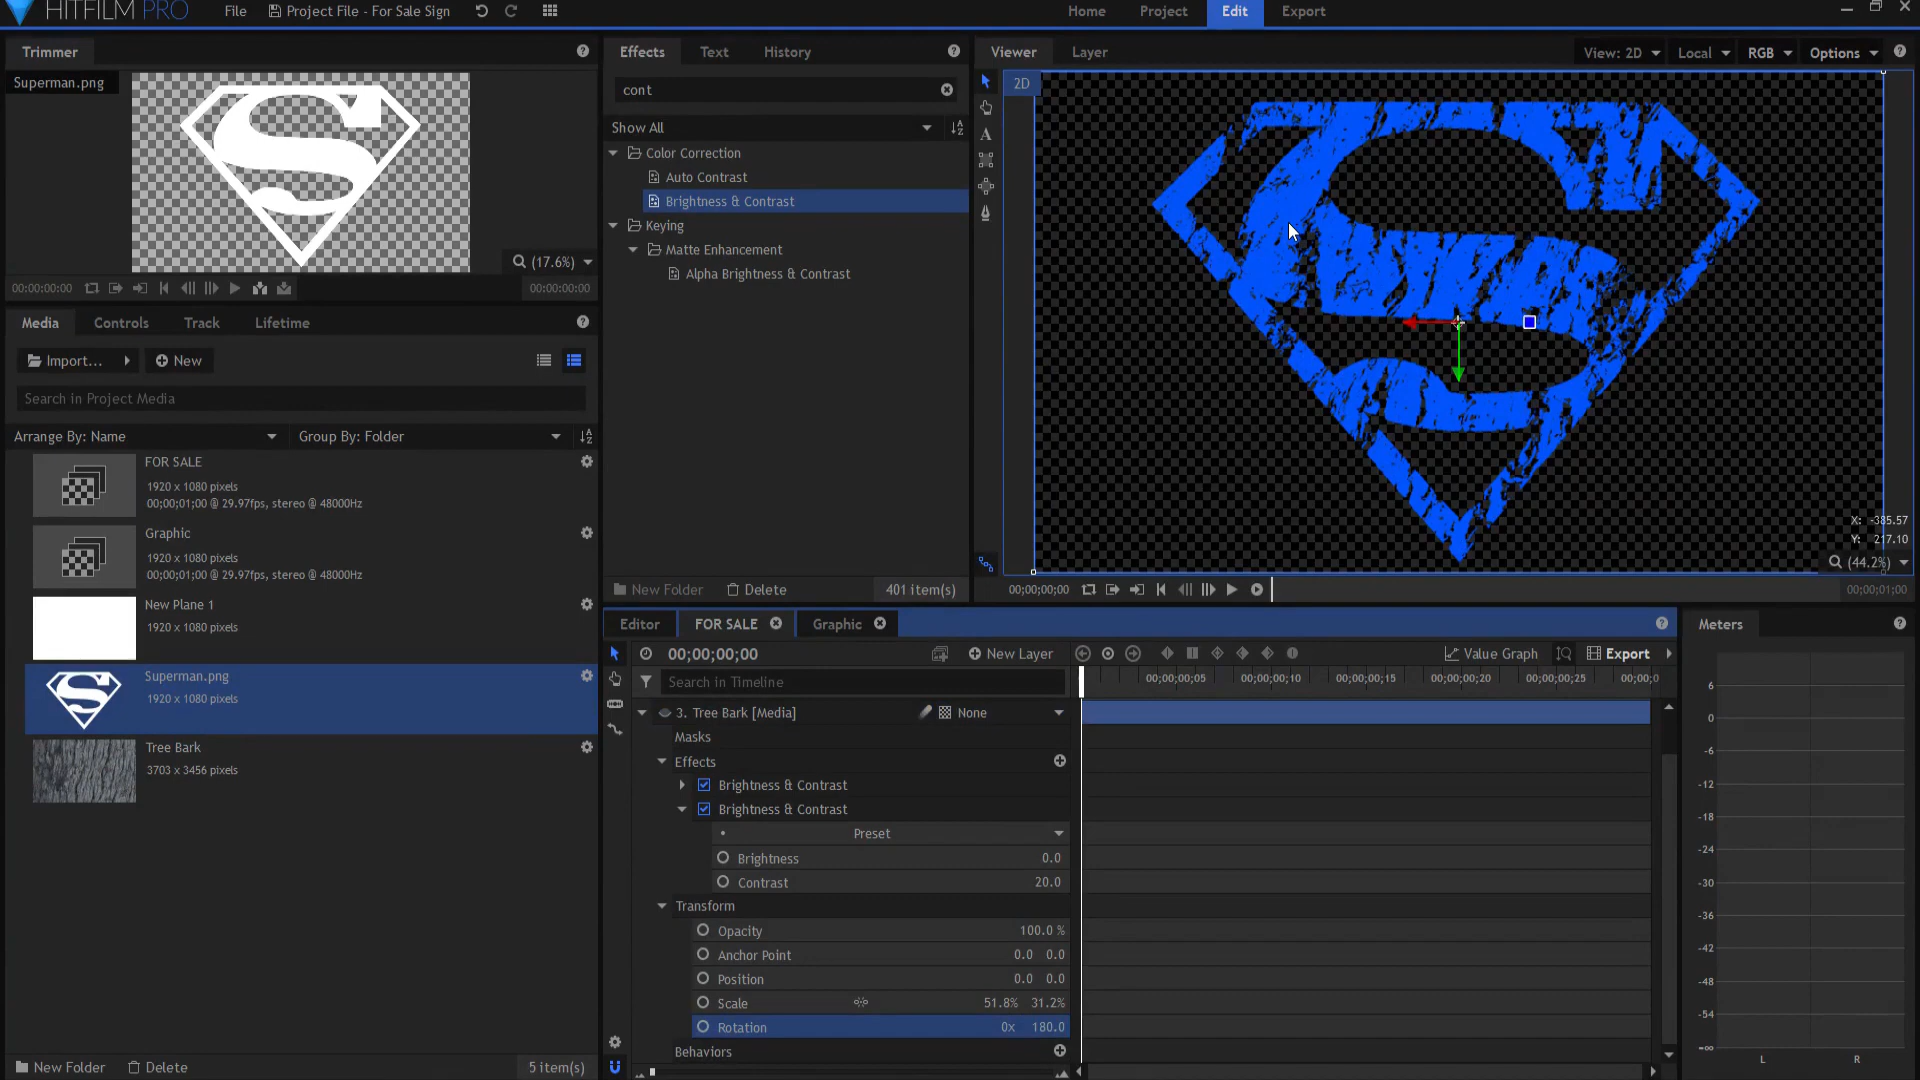 HITFILM PRO
File
Project File - For Sale Sign
Home
Project
Edit
Export
Trimmer
Superman.png
(17.6%)
00:00:00:00
00:00:00:00
Media
Controls
Track
Lifetime
Import...
New
Search in Project Media
Arrange By: Name
Group By: Folder
FOR SALE
1920 x 1080 pixels
00;00;01;00 @ 29.97fps, stereo @ 48000Hz
Graphic
1920 x 1080 pixels
00;00;01;00 @ 29.97fps, stereo @ 48000Hz
New Plane 1
1920 x 1080 pixels
Superman.png
1920 x 1080 pixels
Tree Bark
3703 x 3456 pixels
New Folder
Delete
5 item(s)
Effects
Text
History
cont
Show All
Color Correction
Auto Contrast
Brightness & Contrast
Keying
Matte Enhancement
Alpha Brightness & Contrast
New Folder
Delete
401 item(s)
Viewer
Layer
View: 2D
Local
RGB
Options
2D
X: -385.57
Y: 217.10
(44.2%)
00;00;00;00
00;00;01;00
Editor
FOR SALE
Graphic
00;00;00;00
New Layer
Value Graph
Export
Search in Timeline
00;00;00;05
00;00;00;10
00;00;00;15
00;00;00;20
00;00;00;25
00;00;0
3. Tree Bark [Media]
None
Masks
Effects
Brightness & Contrast
Brightness & Contrast
Preset
Brightness 0.0
Contrast 20.0
Transform
Opacity 100.0 %
Anchor Point 0.0 0.0
Position 0.0 0.0
Scale 51.8% 31.2%
Rotation 0x 180.0
Behaviors
Meters
6
0
-6
-12
-18
-24
-30
-36
-42
-48
-∞
L R